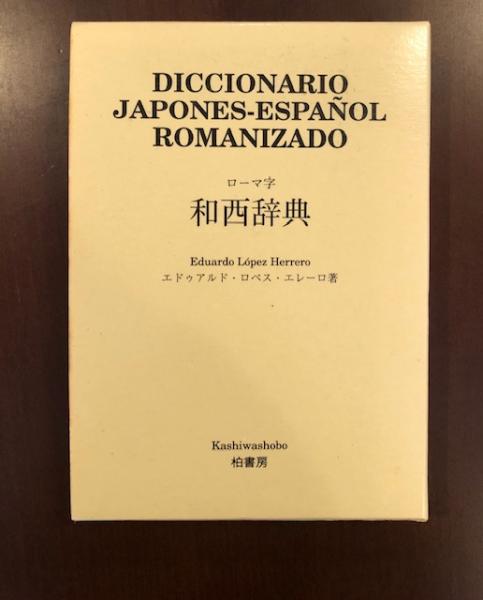 DICCIONARIO
JAPONES-ESPAÑOL
ROMANIZADO
ローマ字
和西辞典
Eduardo López Herrero
エドゥアルド・ロペス・エレーロ著
Kashiwashobo
柏書房